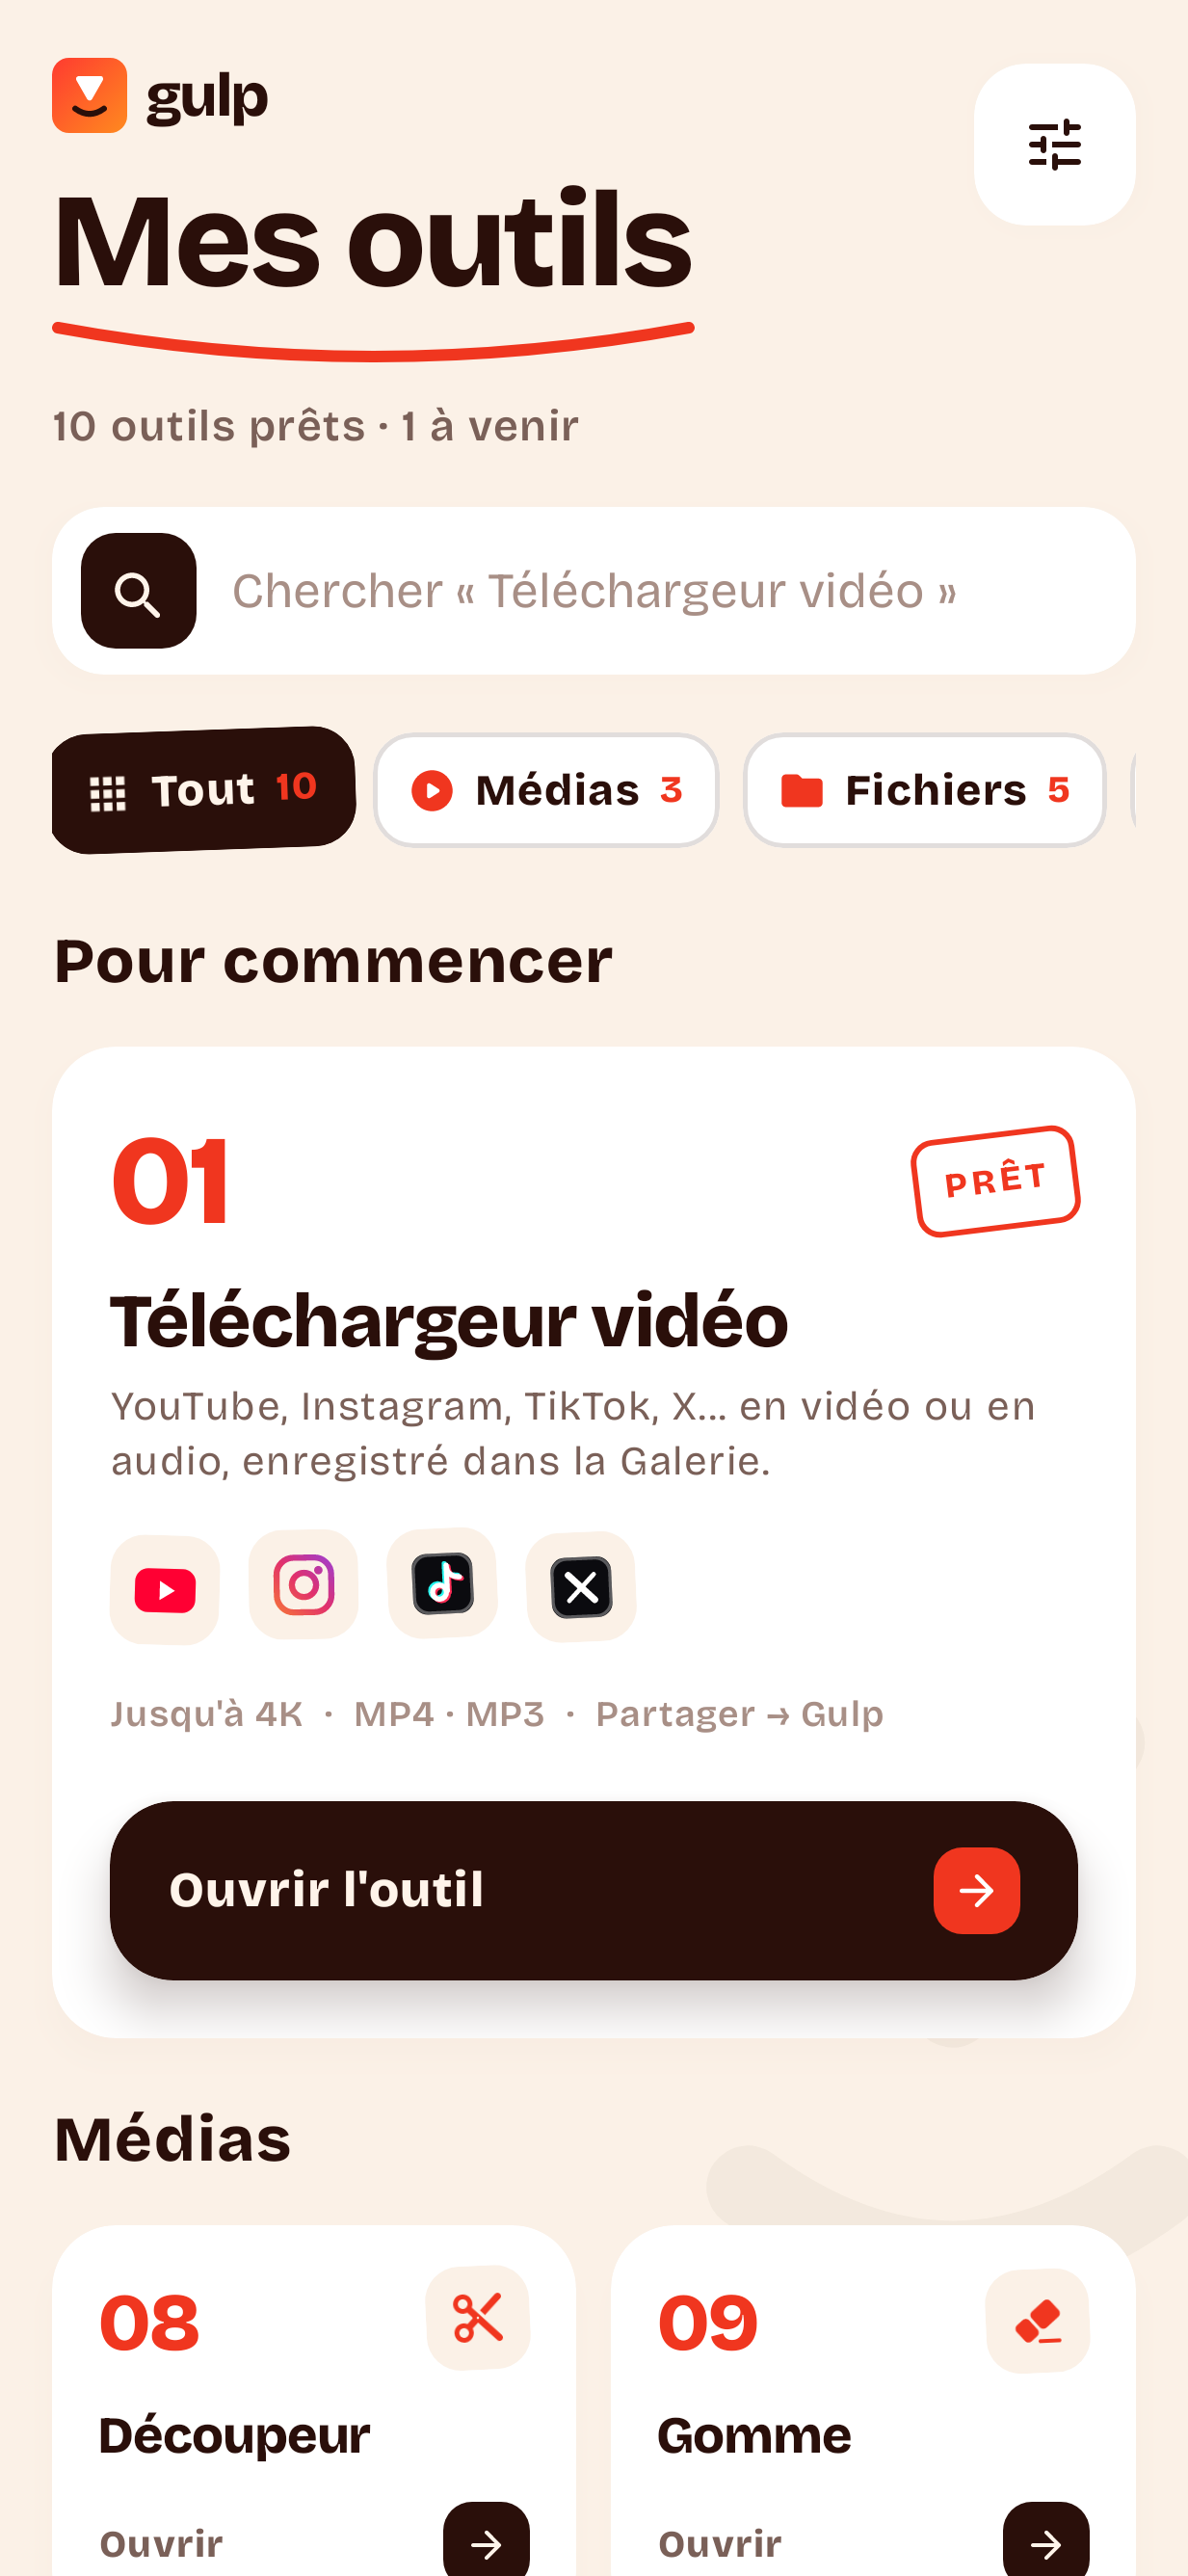 gulp
Mes outils
10 outils prêts · 1 à venir
Chercher « Téléchargeur vidéo »
Tout 10
Médias 3
Fichiers 5
Pour commencer
01
PRÊT
Téléchargeur vidéo
YouTube, Instagram, TikTok, X... en vidéo ou en
audio, enregistré dans la Galerie.
Jusqu'à 4K · MP4 · MP3 · Partager → Gulp
Ouvrir l'outil
Médias
08
09
Découpeur
Gomme
Ouvrir
Ouvrir